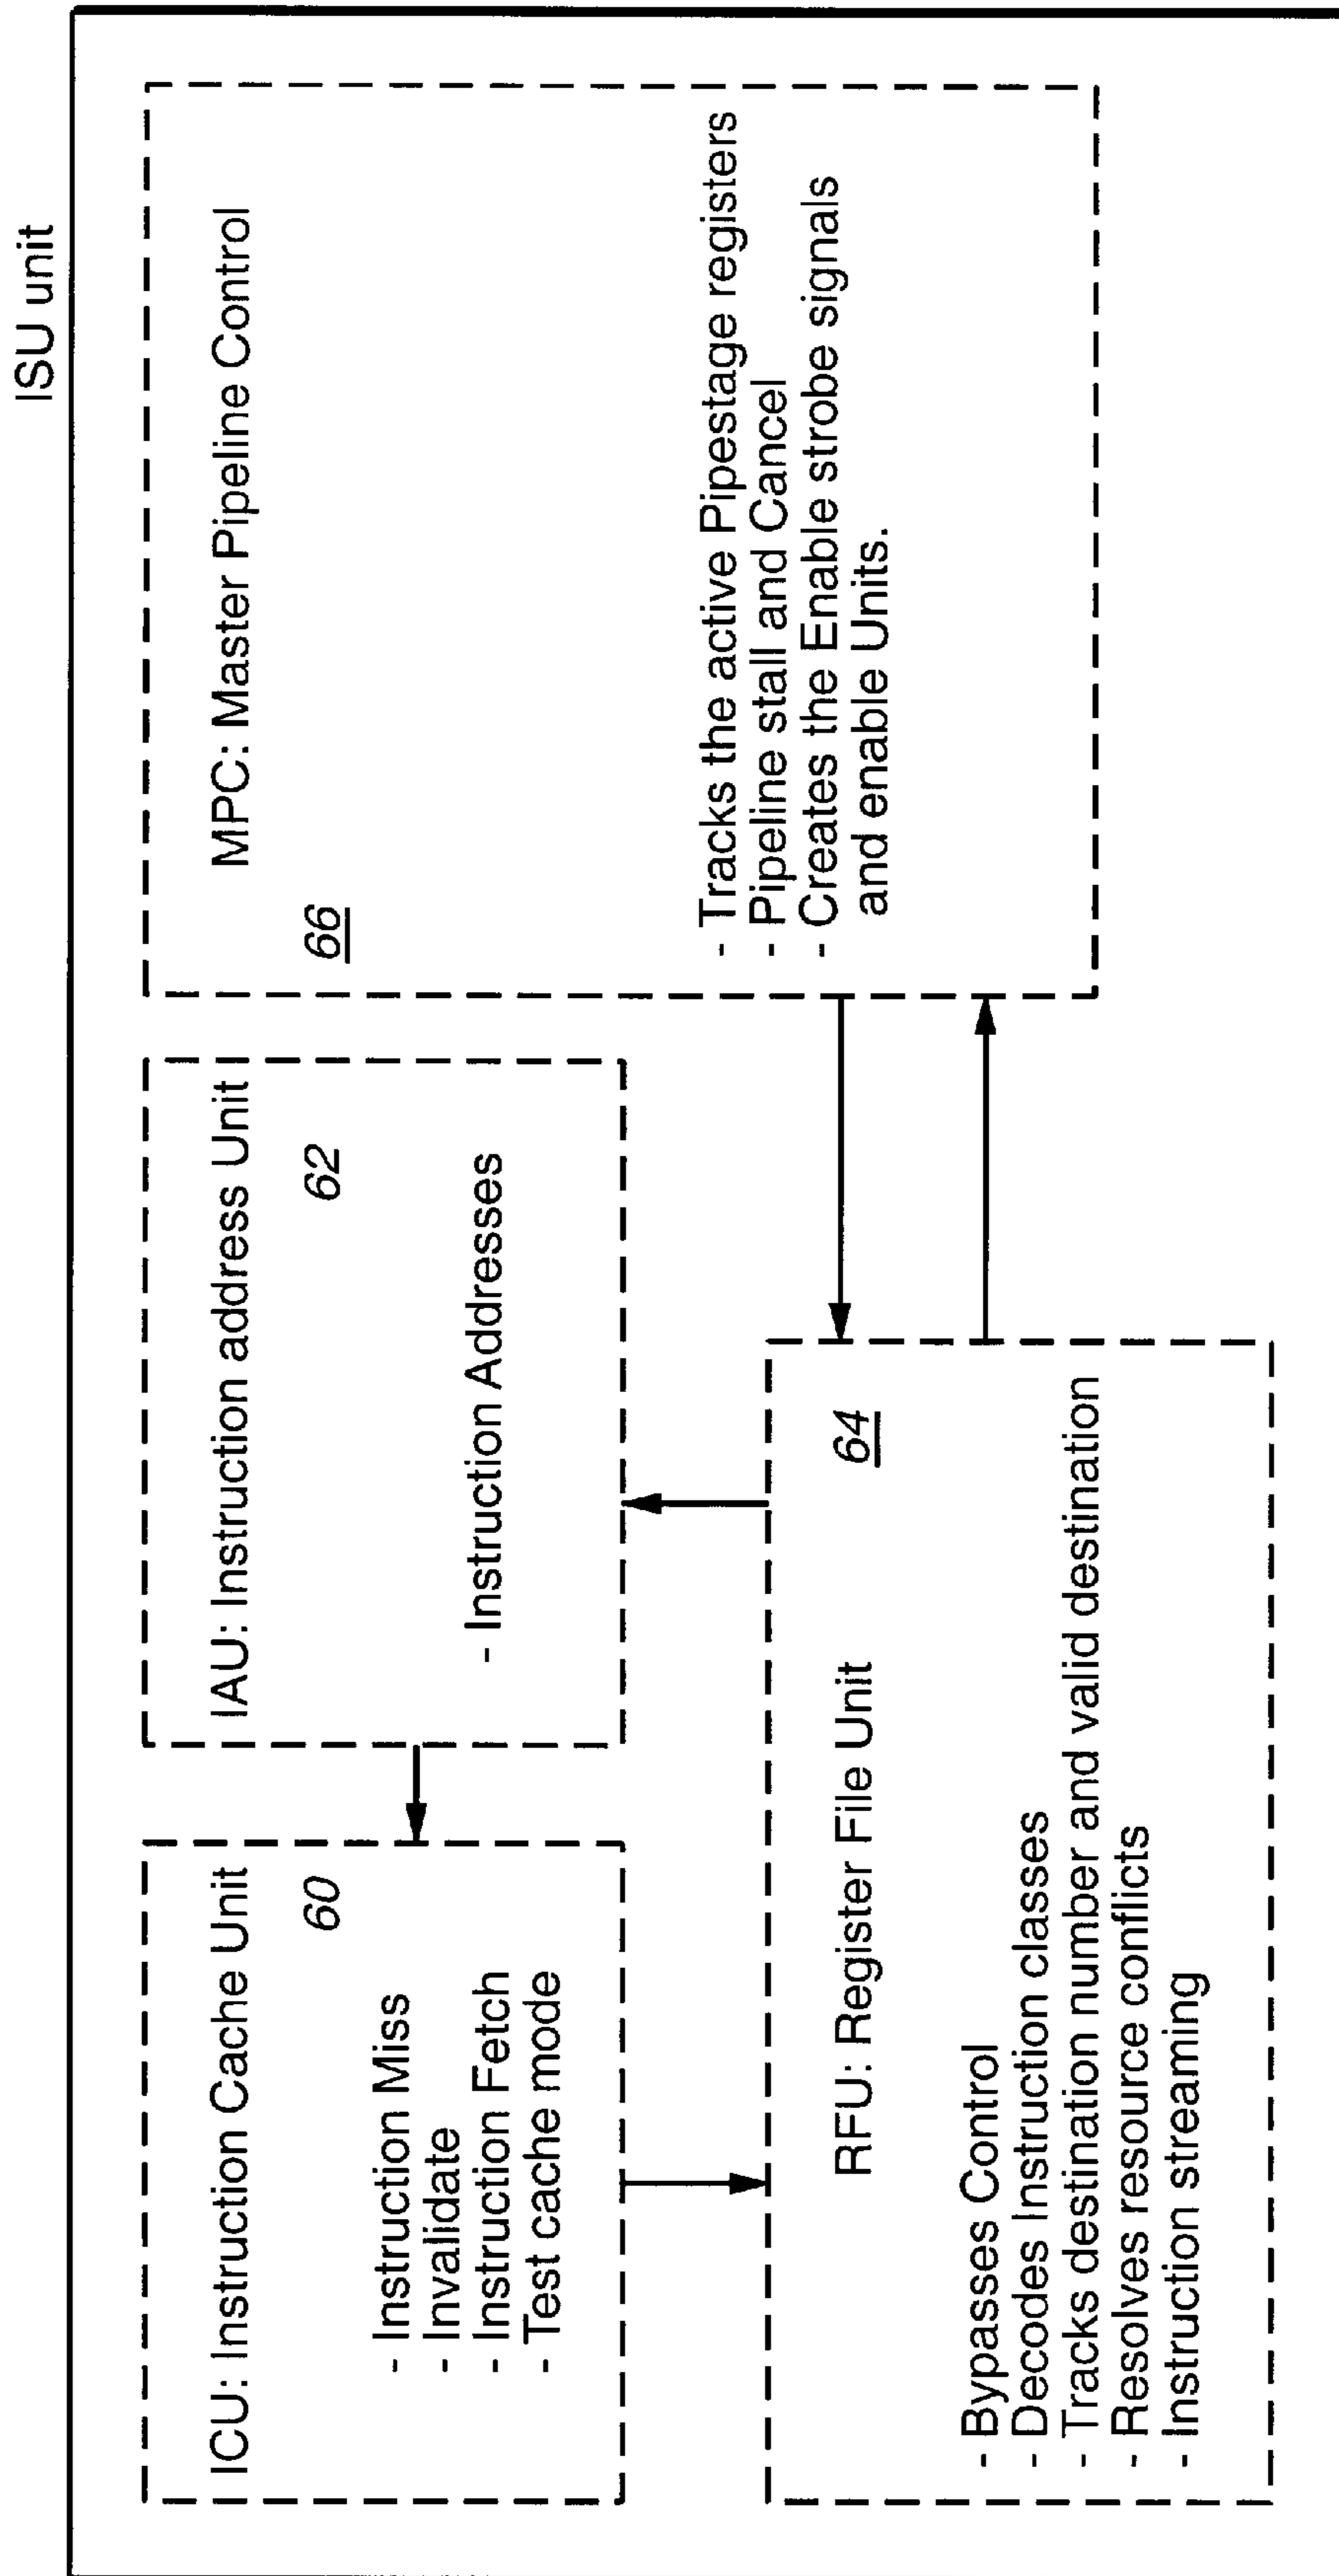 ISU unit
ICU: Instruction Cache Unit
60
- Instruction Miss
- Invalidate
- Instruction Fetch
- Test cache mode
IAU: Instruction address Unit
62
- Instruction Addresses
MPC: Master Pipeline Control
66
- Tracks the active Pipestage registers
- Pipeline stall and Cancel
- Creates the Enable strobe signals
and enable Units.
RFU: Register File Unit
64
- Bypasses Control
- Decodes Instruction classes
- Tracks destination number and valid destination
- Resolves resource conflicts
- Instruction streaming